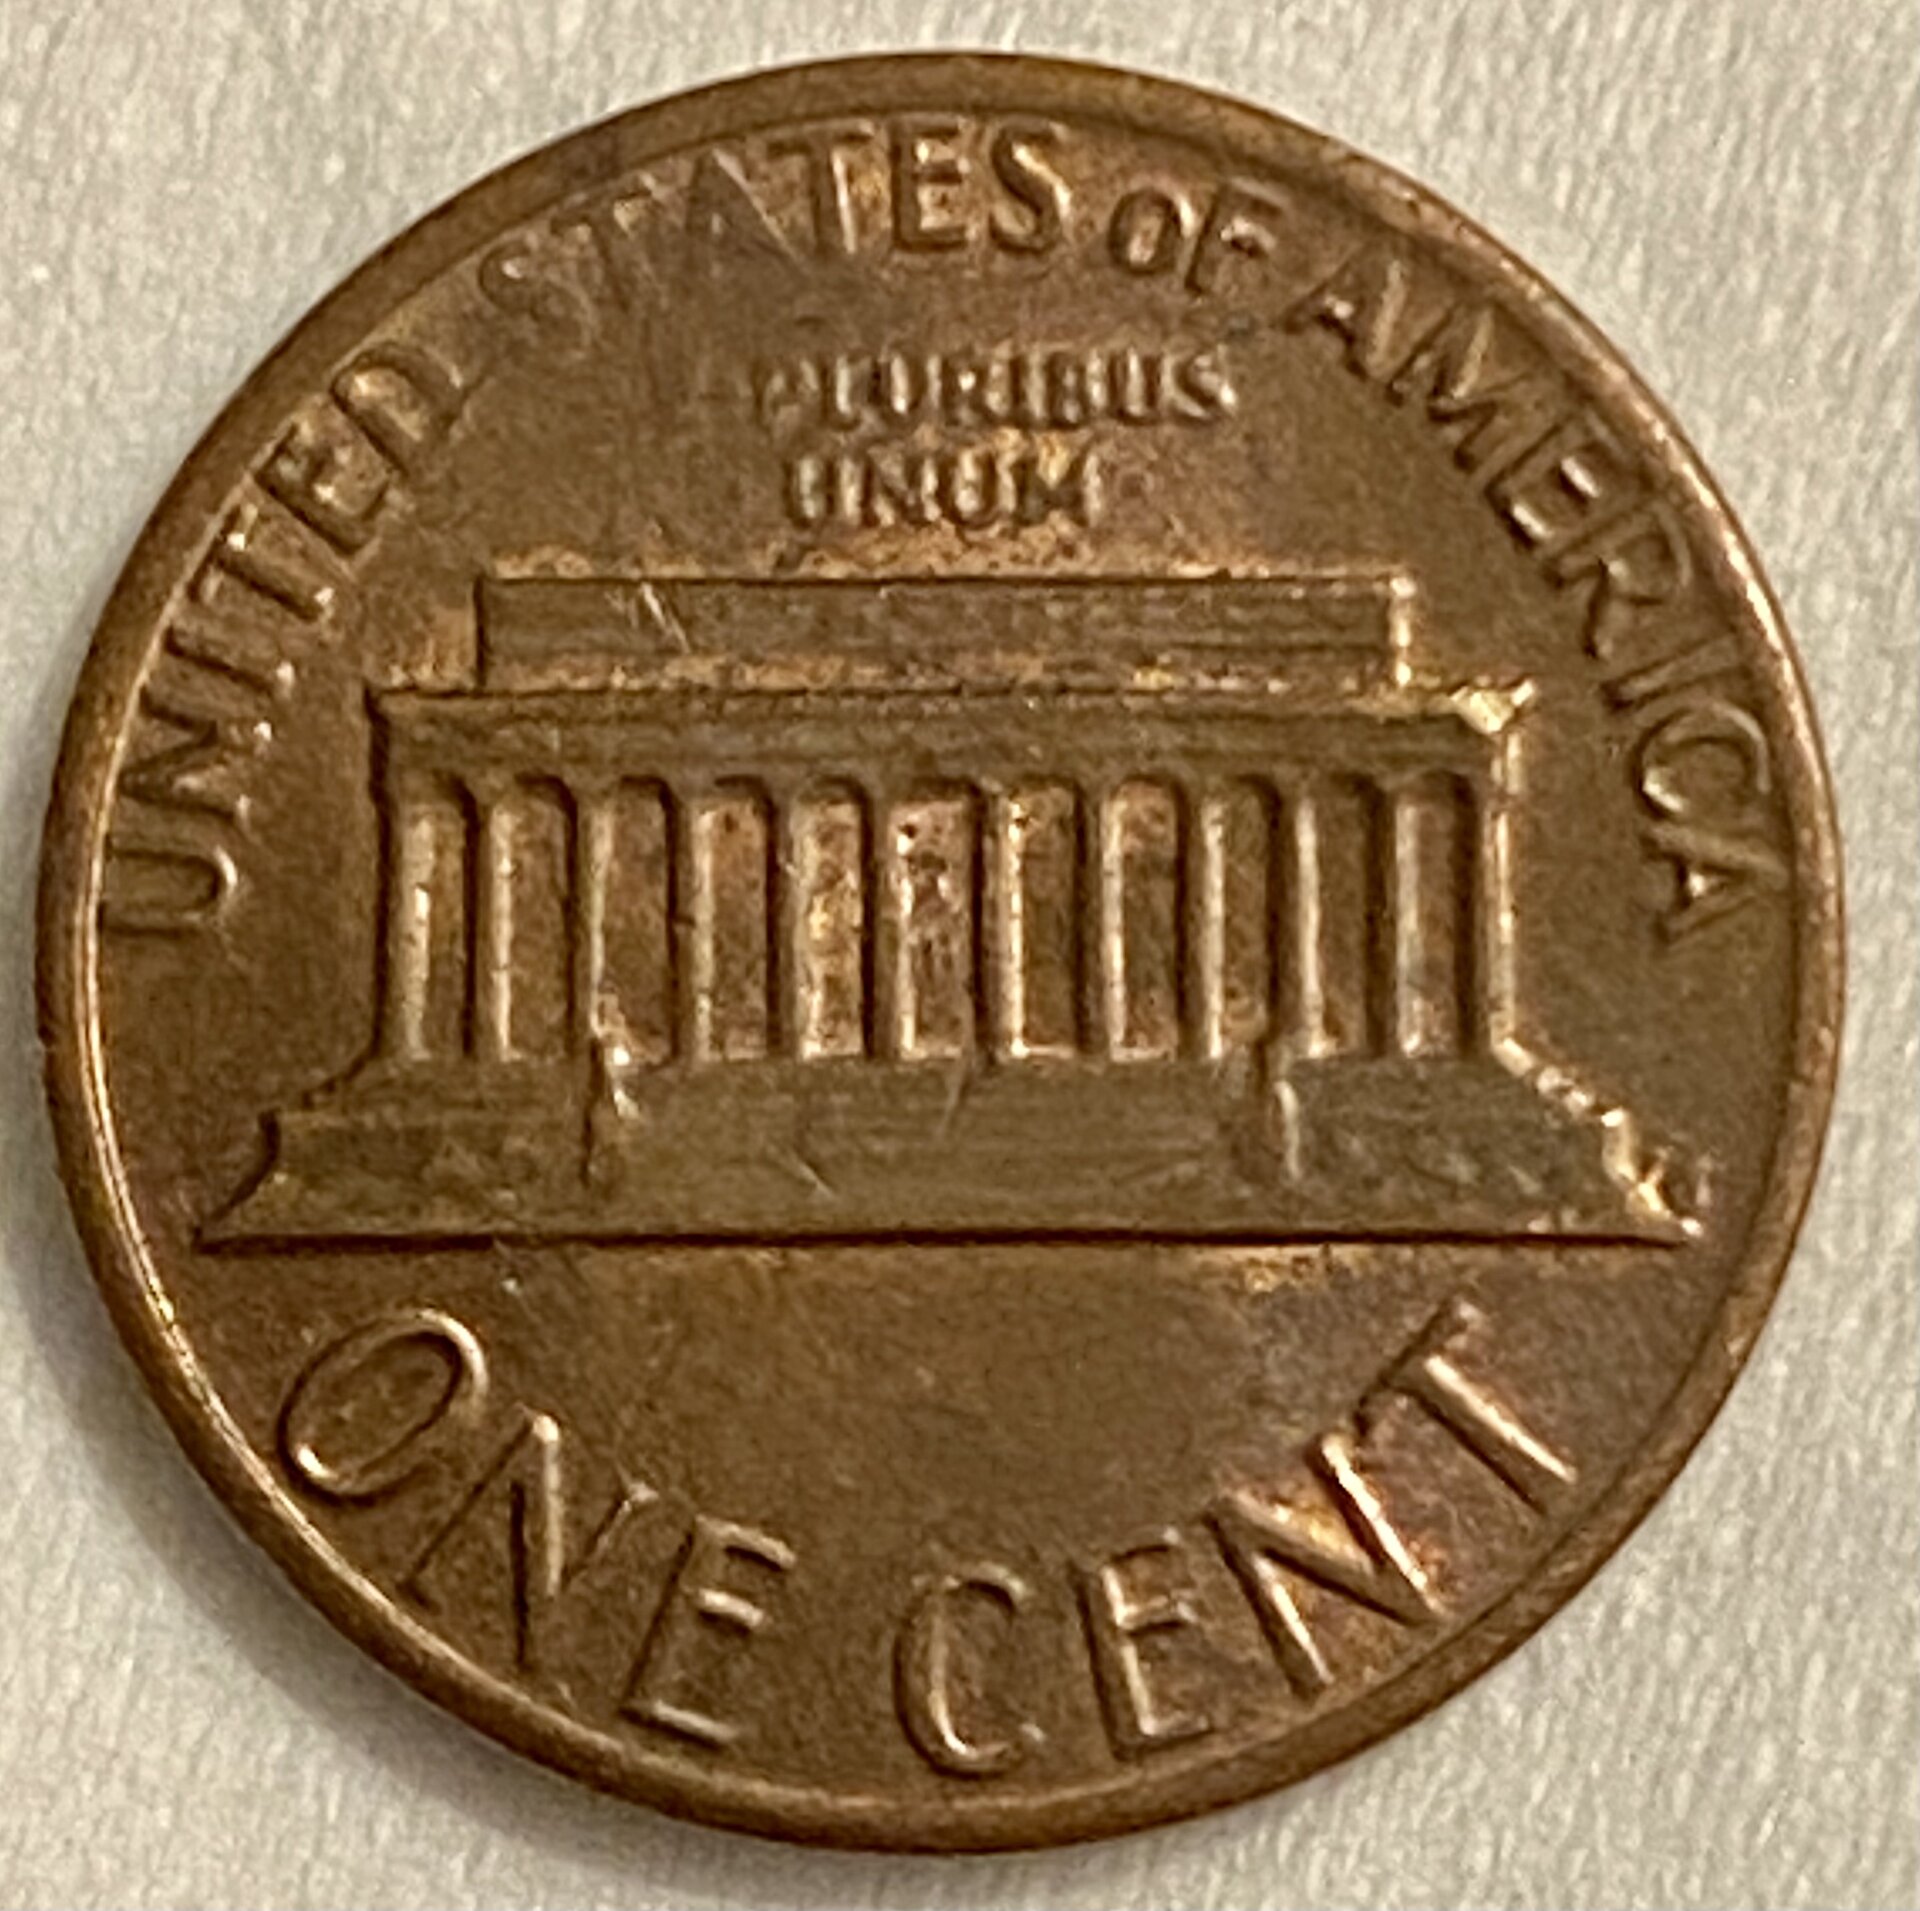 UNITED STATES OF AMERICA
PLURIBUS
UNUM
ONE CENT